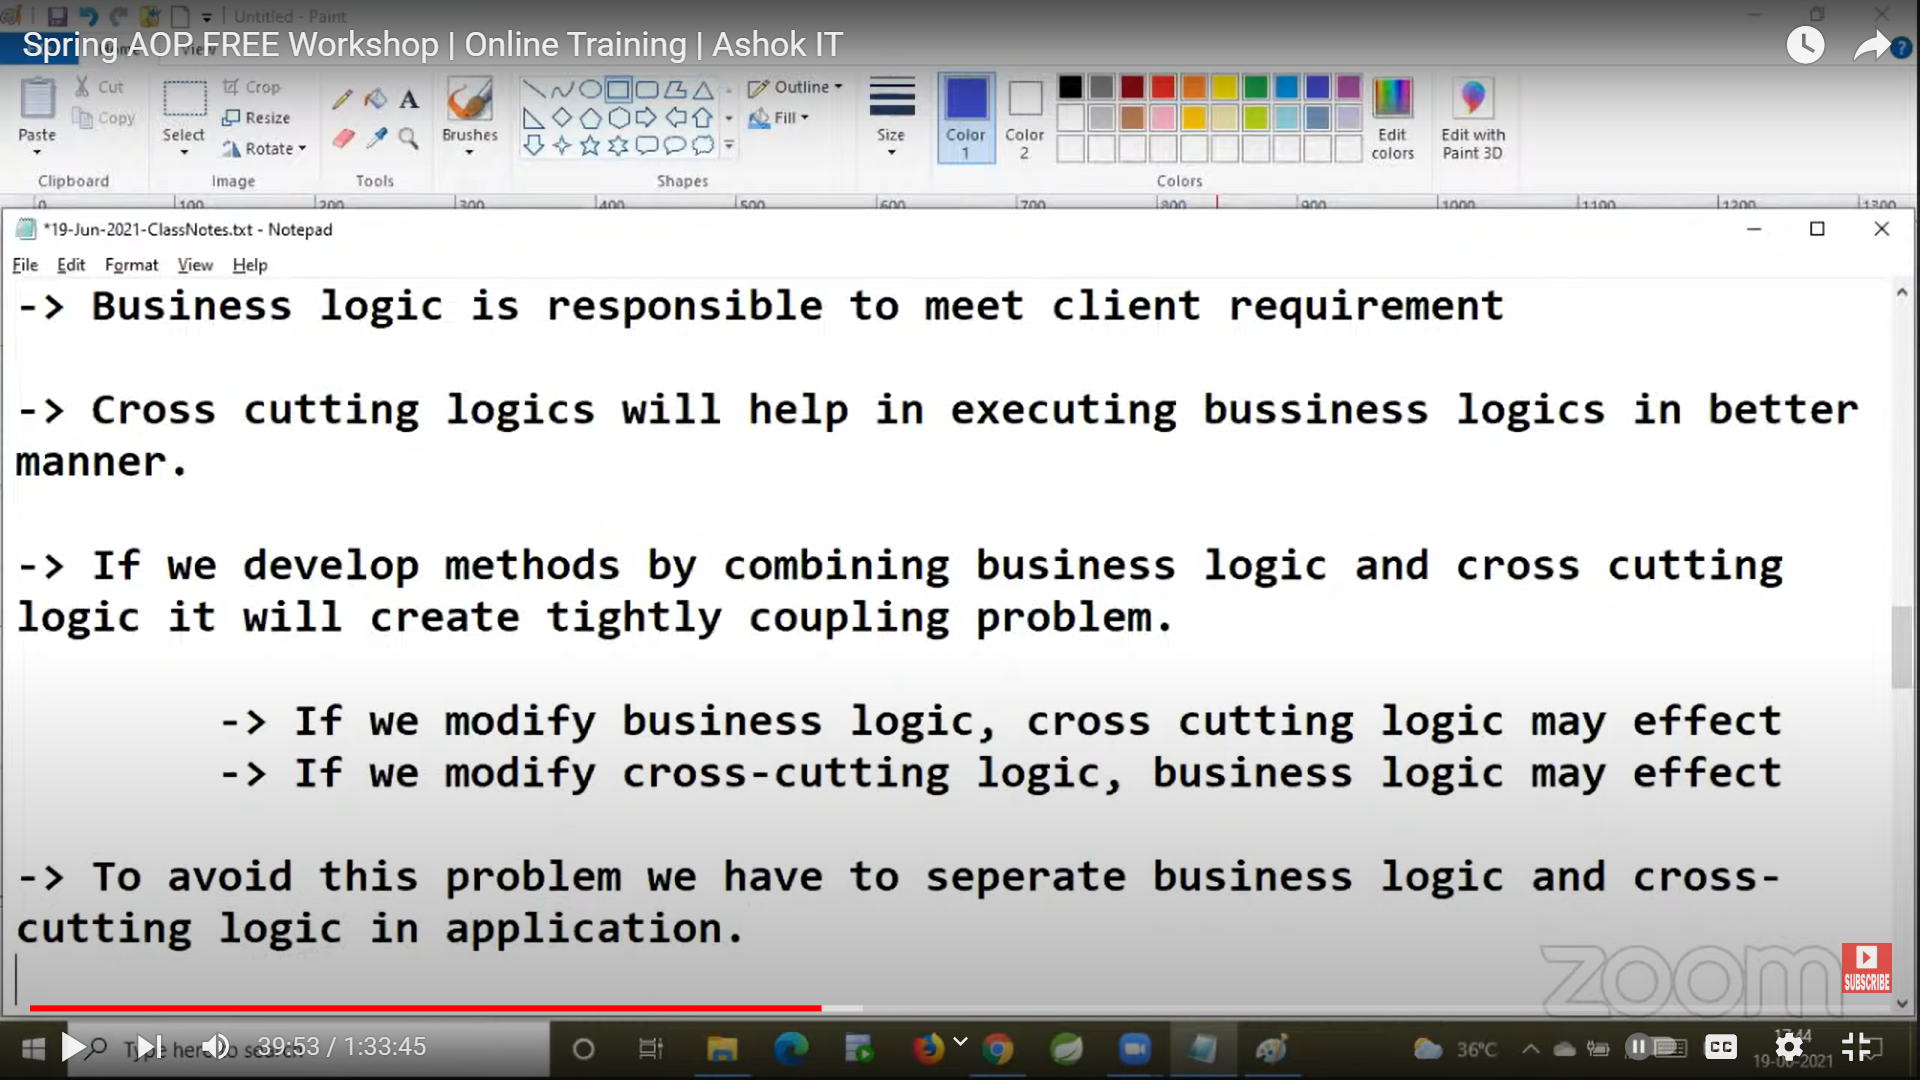 Untitled - Paint
Spring AOP FREE Workshop | Online Training | Ashok IT
Cut
Copy
Paste
Clipboard
Crop
Resize
Rotate
Select
Image
Tools
Brushes
Outline
Fill
Shapes
Size
Color 1
Color 2
Edit colors
Colors
Edit with Paint 3D
0 100 200 300 400 500 600 700 800 900 1000 1100 1200 1300
*19-Jun-2021-ClassNotes.txt - Notepad
File Edit Format View Help
-> Business logic is responsible to meet client requirement
-> Cross cutting logics will help in executing bussiness logics in better
manner.
-> If we develop methods by combining business logic and cross cutting
logic it will create tightly coupling problem.
-> If we modify business logic, cross cutting logic may effect
-> If we modify cross-cutting logic, business logic may effect
-> To avoid this problem we have to seperate business logic and cross-
cutting logic in application.
zoom
SUBSCRIBE
Type here to
39:53 / 1:33:45
36°C
CC
17:44
2021